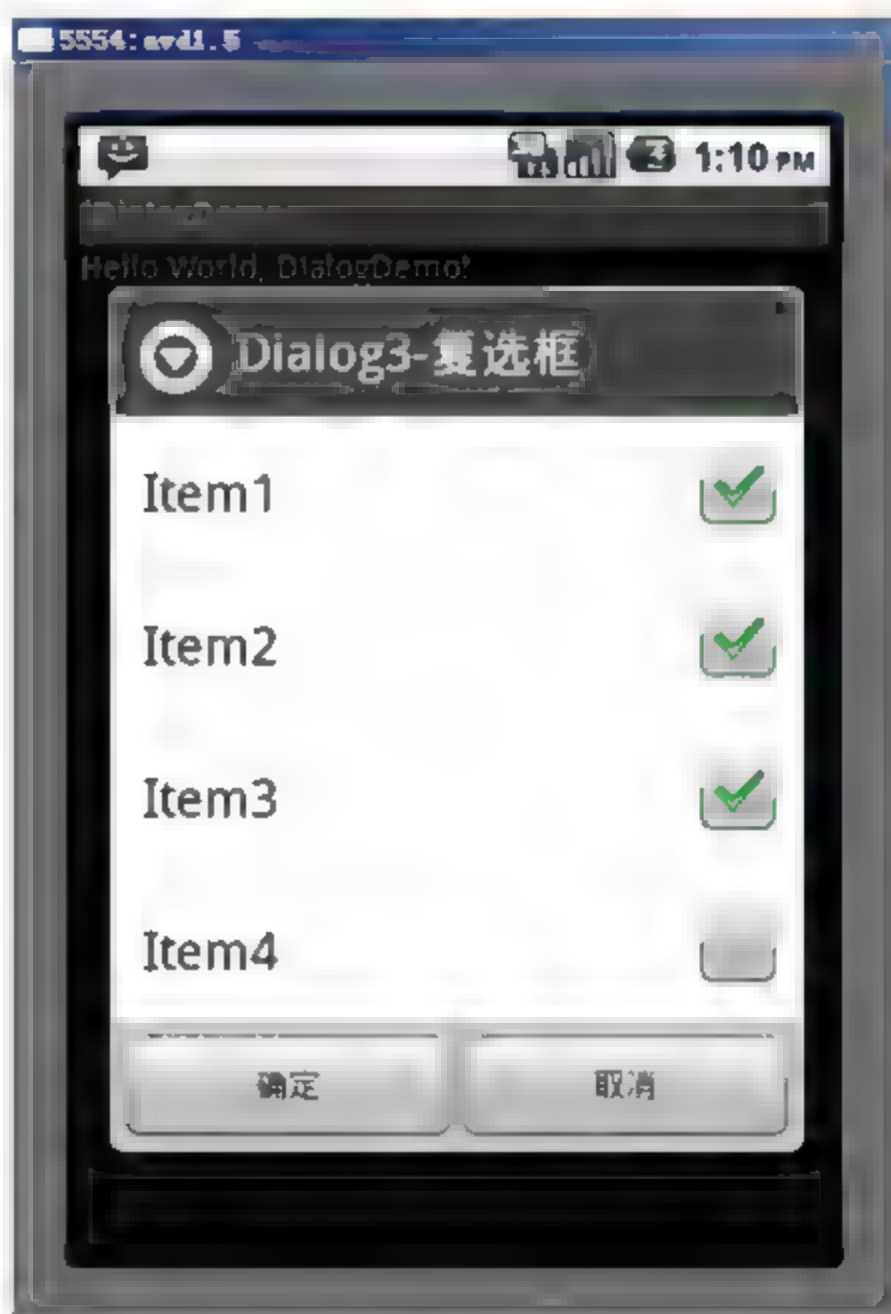 5554:avd1.5
1:10 PM
DialogDemo
Hello World, DialogDemo!
Dialog3-复选框
Item1
Item2
Item3
Item4
确定 取消